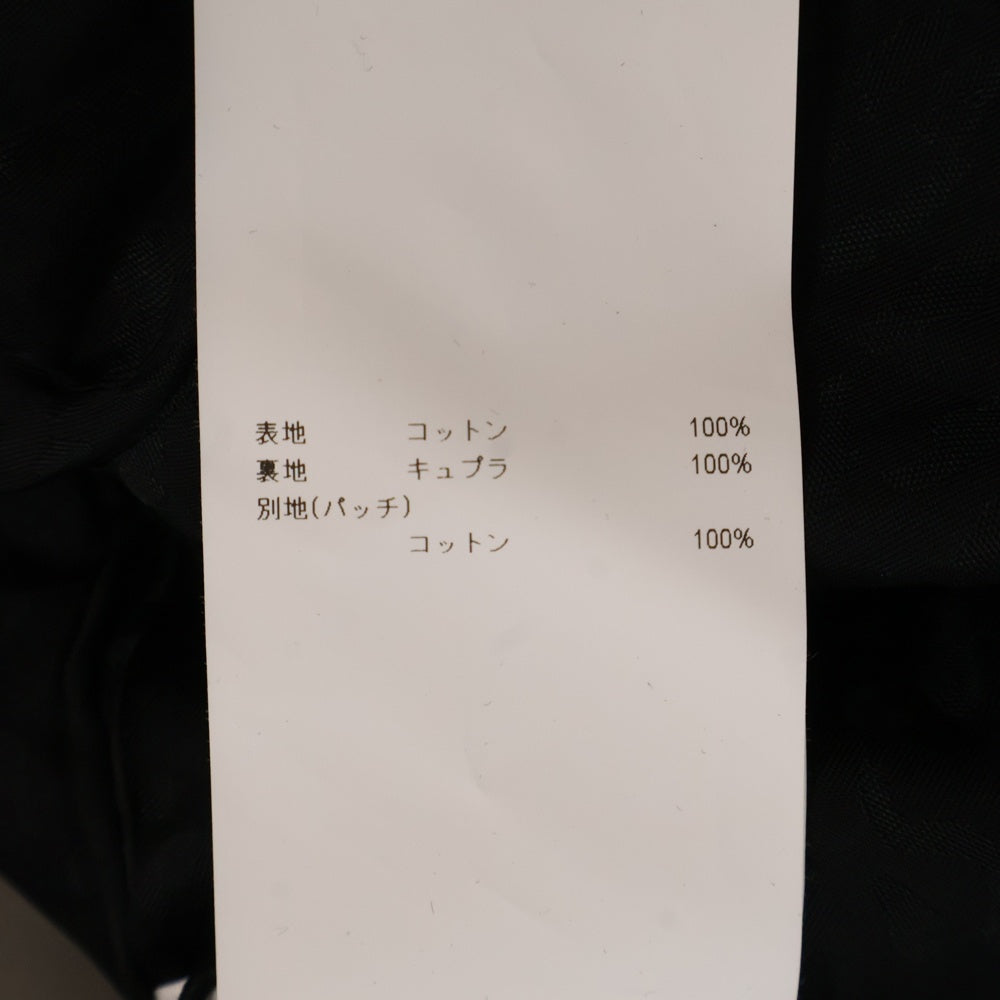 表地 コットン 100%
裏地 キュプラ 100%
別地(パッチ)
コットン 100%